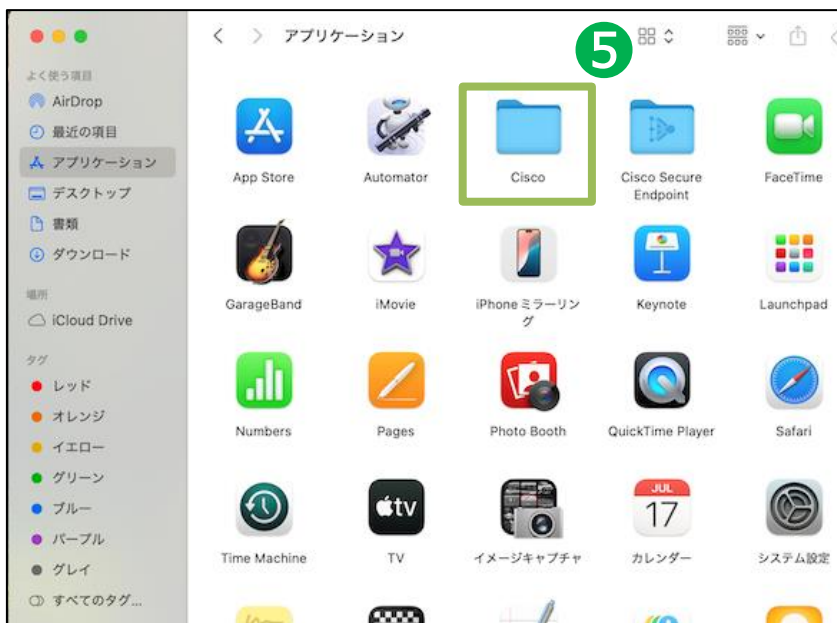 アプリケーション
5
よく使う項目
AirDrop
最近の項目
アプリケーション
デスクトップ
書類
ダウンロード
場所
iCloud Drive
タグ
レッド
オレンジ
イエロー
グリーン
ブルー
パープル
グレイ
すべてのタグ...
App Store
Automator
Cisco
Cisco Secure
Endpoint
FaceTime
GarageBand
iMovie
iPhoneミラーリン
グ
Keynote
Launchpad
Numbers
Pages
Photo Booth
QuickTime Player
Safari
tv
JUL
17
Time Machine
TV
イメージキャプチャ
カレンダー
システム設定